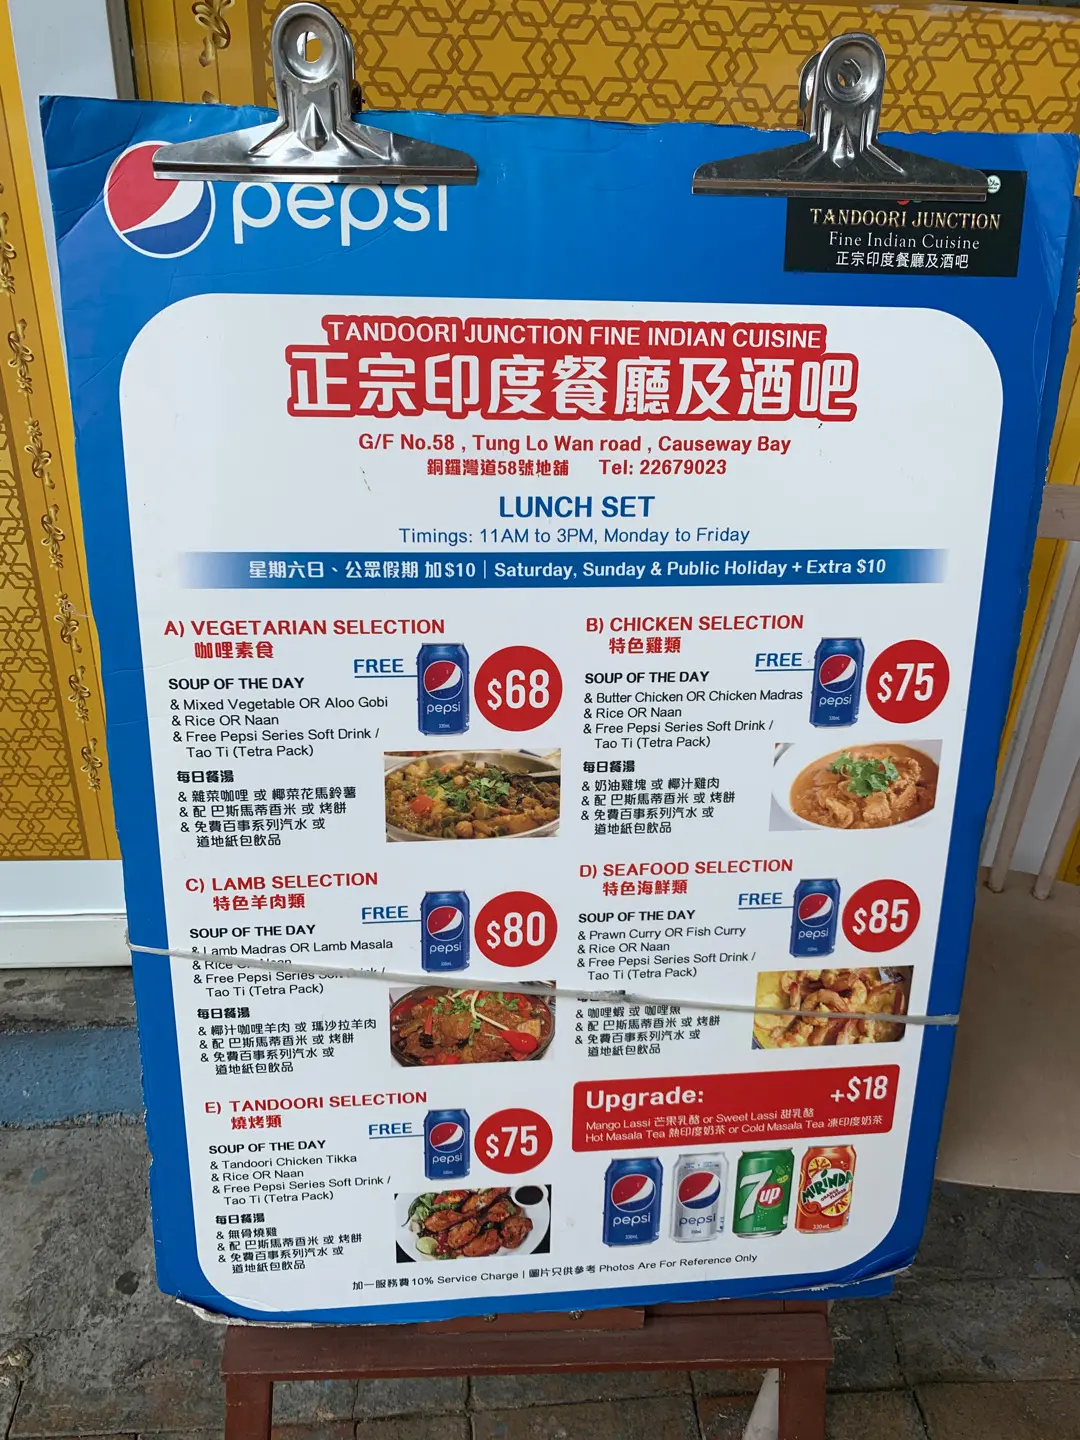 pepsi
TANDOORI JUNCTION
Fine Indian Cuisine
正宗印度餐廳及酒吧
TANDOORI JUNCTION FINE INDIAN CUISINE
正宗印度餐廳及酒吧
G/F No.58 , Tung Lo Wan road , Causeway Bay
銅鑼灣道58號地舖 Tel: 22679023
LUNCH SET
Timings: 11AM to 3PM, Monday to Friday
星期六日、公眾假期 加$10 | Saturday, Sunday & Public Holiday + Extra $10
A) VEGETARIAN SELECTION
咖哩素食
FREE
pepsi
$68
SOUP OF THE DAY
& Mixed Vegetable OR Aloo Gobi
& Rice OR Naan
& Free Pepsi Series Soft Drink /
Tao Ti (Tetra Pack)
每日餐湯
& 雜菜咖哩 或 椰菜花馬鈴薯
& 配 巴斯馬蒂香米 或 烤餅
& 免費百事系列汽水 或
道地紙包飲品
B) CHICKEN SELECTION
特色雞類
FREE
pepsi
$75
SOUP OF THE DAY
& Butter Chicken OR Chicken Madras
& Rice OR Naan
& Free Pepsi Series Soft Drink /
Tao Ti (Tetra Pack)
每日餐湯
& 奶油雞塊 或 椰汁雞肉
& 配 巴斯馬蒂香米 或 烤餅
& 免費百事系列汽水 或
道地紙包飲品
C) LAMB SELECTION
特色羊肉類
FREE
pepsi
$80
SOUP OF THE DAY
& Lamb Madras OR Lamb Masala
& Rice OR Naan
& Free Pepsi Series Soft Drink /
Tao Ti (Tetra Pack)
每日餐湯
& 椰汁咖哩羊肉 或 瑪沙拉羊肉
& 配 巴斯馬蒂香米 或 烤餅
& 免費百事系列汽水 或
道地紙包飲品
D) SEAFOOD SELECTION
特色海鮮類
FREE
pepsi
$85
SOUP OF THE DAY
& Prawn Curry OR Fish Curry
& Rice OR Naan
& Free Pepsi Series Soft Drink /
Tao Ti (Tetra Pack)
& 咖哩蝦 或 咖哩魚
& 配 巴斯馬蒂香米 或 烤餅
& 免費百事系列汽水 或
道地紙包飲品
E) TANDOORI SELECTION
燒烤類
FREE
pepsi
$75
SOUP OF THE DAY
& Tandoori Chicken Tikka
& Rice OR Naan
& Free Pepsi Series Soft Drink /
Tao Ti (Tetra Pack)
每日餐湯
& 無骨燒雞
& 配 巴斯馬蒂香米 或 烤餅
& 免費百事系列汽水 或
道地紙包飲品
Upgrade: +$18
Mango Lassi 芒果乳酪 or Sweet Lassi 甜乳酪
Hot Masala Tea 熱印度奶茶 or Cold Masala Tea 凍印度奶茶
pepsi
pepsi
7up
MIRINDA
加一服務費 10% Service Charge | 圖片只供參考 Photos Are For Reference Only